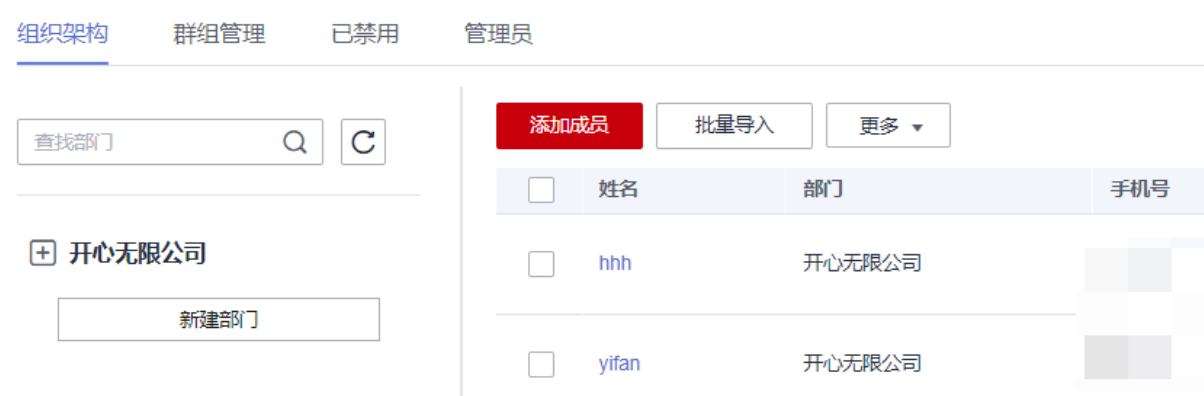 组织架构 群组管理 已禁用 管理员
查找部门
开心无限公司
新建部门
添加成员 批量导入 更多
姓名 部门 手机号
hhh 开心无限公司
yifan 开心无限公司